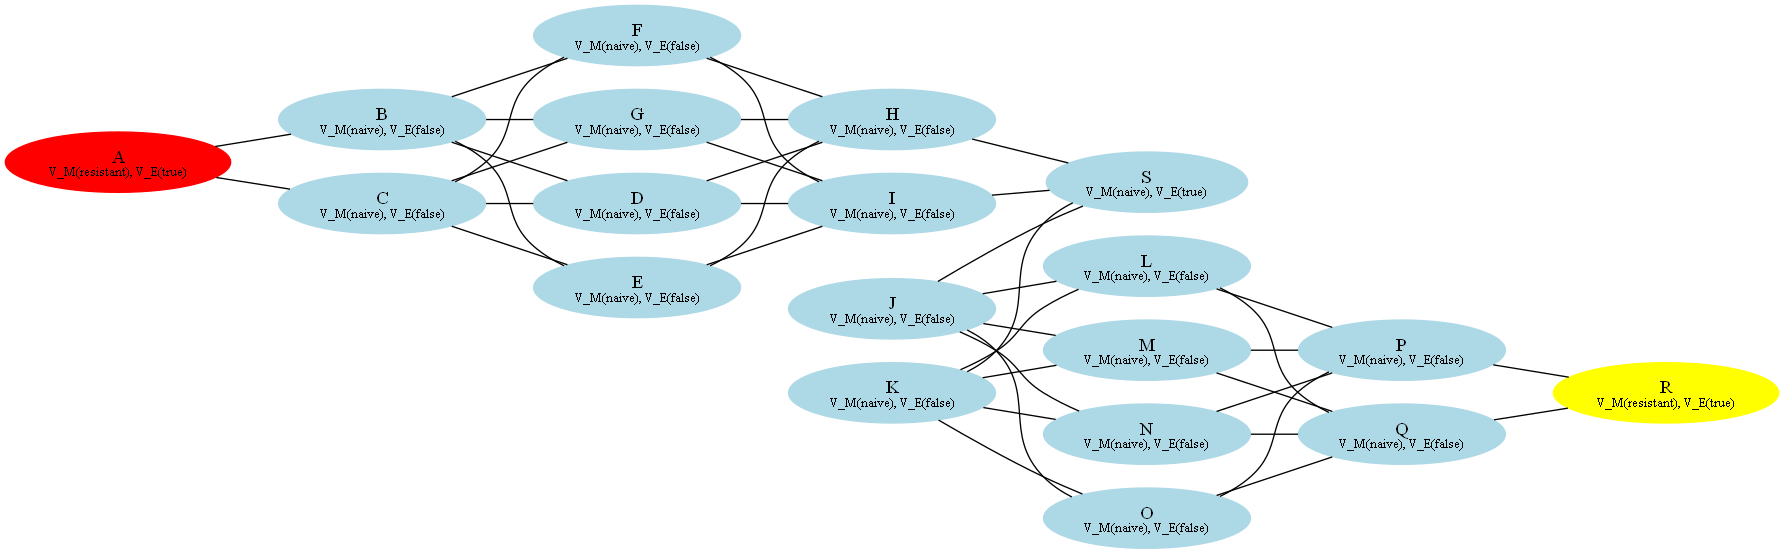 F
V_M(naive), V_E(false)
B
V_M(naive), V_E(false)
G
V_M(naive), V_E(false)
H
V_M(naive), V_E(false)
A
V_M(resistant), V_E(true)
S
V_M(naive), V_E(true)
C
V_M(naive), V_E(false)
D
V_M(naive), V_E(false)
I
V_M(naive), V_E(false)
L
V_M(naive), V_E(false)
E
V_M(naive), V_E(false)
J
V_M(naive), V_E(false)
M
V_M(naive), V_E(false)
P
V_M(naive), V_E(false)
K
V_M(naive), V_E(false)
R
V_M(resistant), V_E(true)
N
V_M(naive), V_E(false)
Q
V_M(naive), V_E(false)
O
V_M(naive), V_E(false)